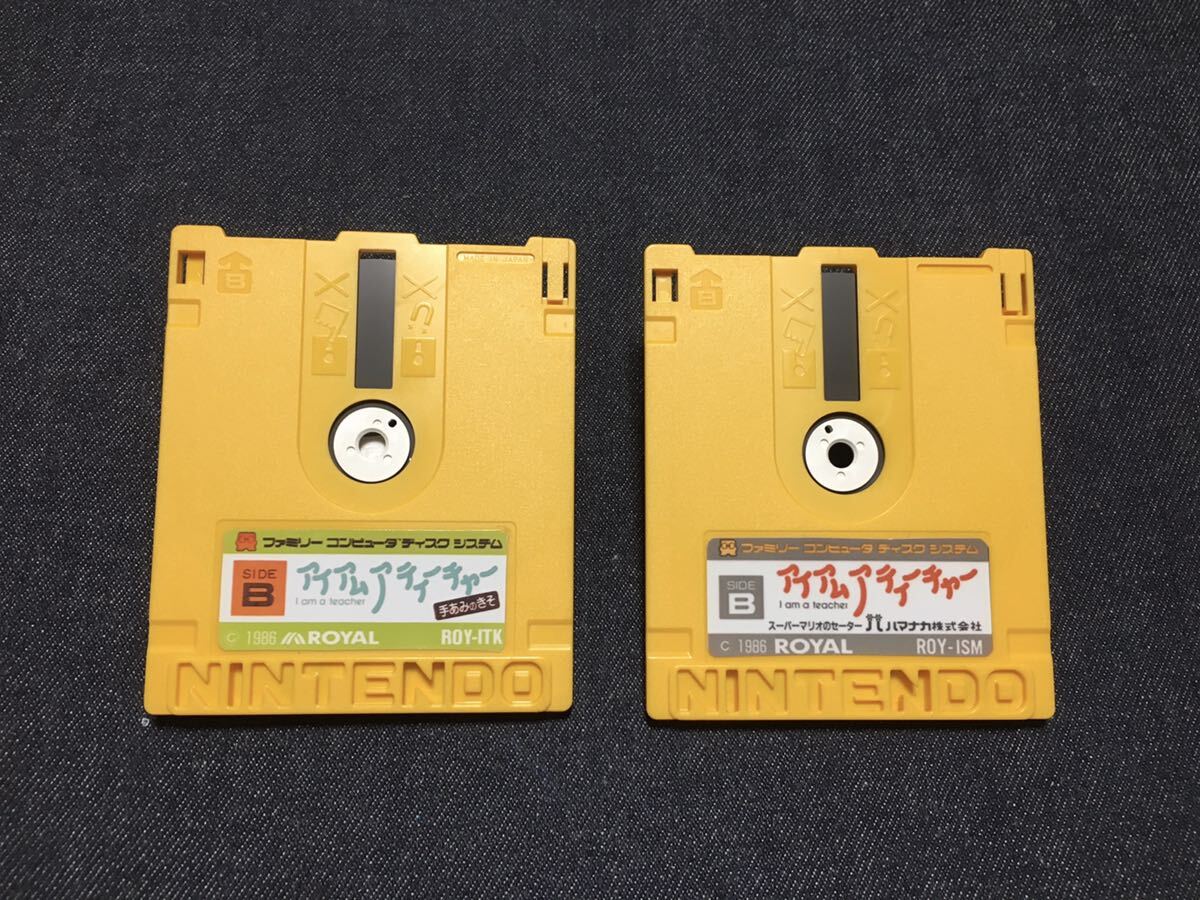 B
MADE IN JAPAN
ファミリー コンピュータ ディスク システム
SIDE B
アイアムアティーチャー
I am a teacher
手あみのきそ
C 1986 ROYAL ROY-ITK
NINTENDO
B
ファミリー コンピュータ ディスク システム
SIDE B
アイアムアティーチャー
I am a teacher
スーパーマリオのセーター ハマナカ株式会社
C 1986 ROYAL ROY-ISM
NINTENDO